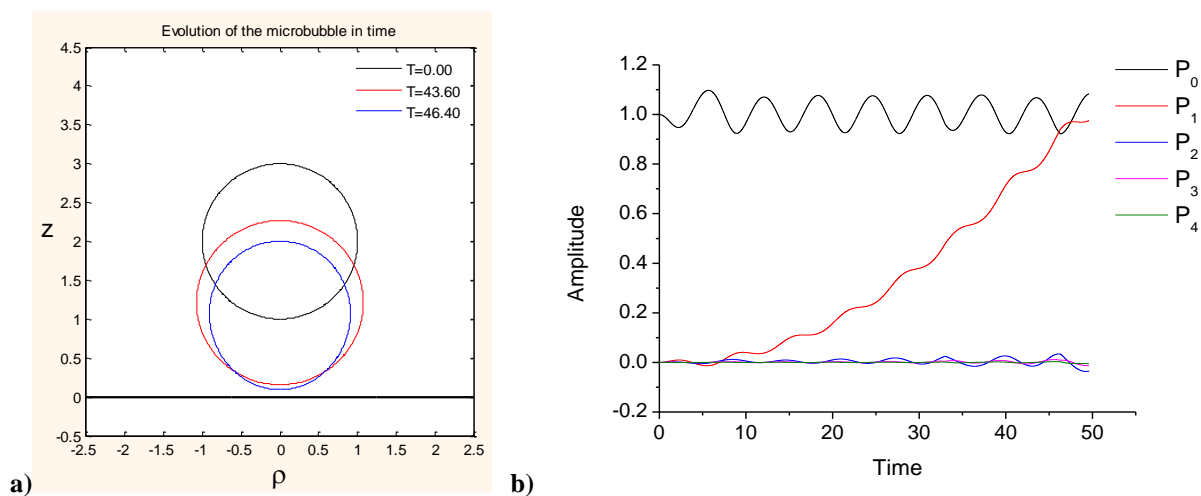 Evolution of the microbubble in time
T=0.00
T=43.60
T=46.40
z
4.5
4
3.5
3
2.5
2
1.5
1
0.5
0
-0.5
-2.5 -2 -1.5 -1 -0.5 0 0.5 1 1.5 2 2.5
ρ
a)
Amplitude
1.2
1.0
0.8
0.6
0.4
0.2
0.0
-0.2
0 10 20 30 40 50
Time
P0
P1
P2
P3
P4
b)